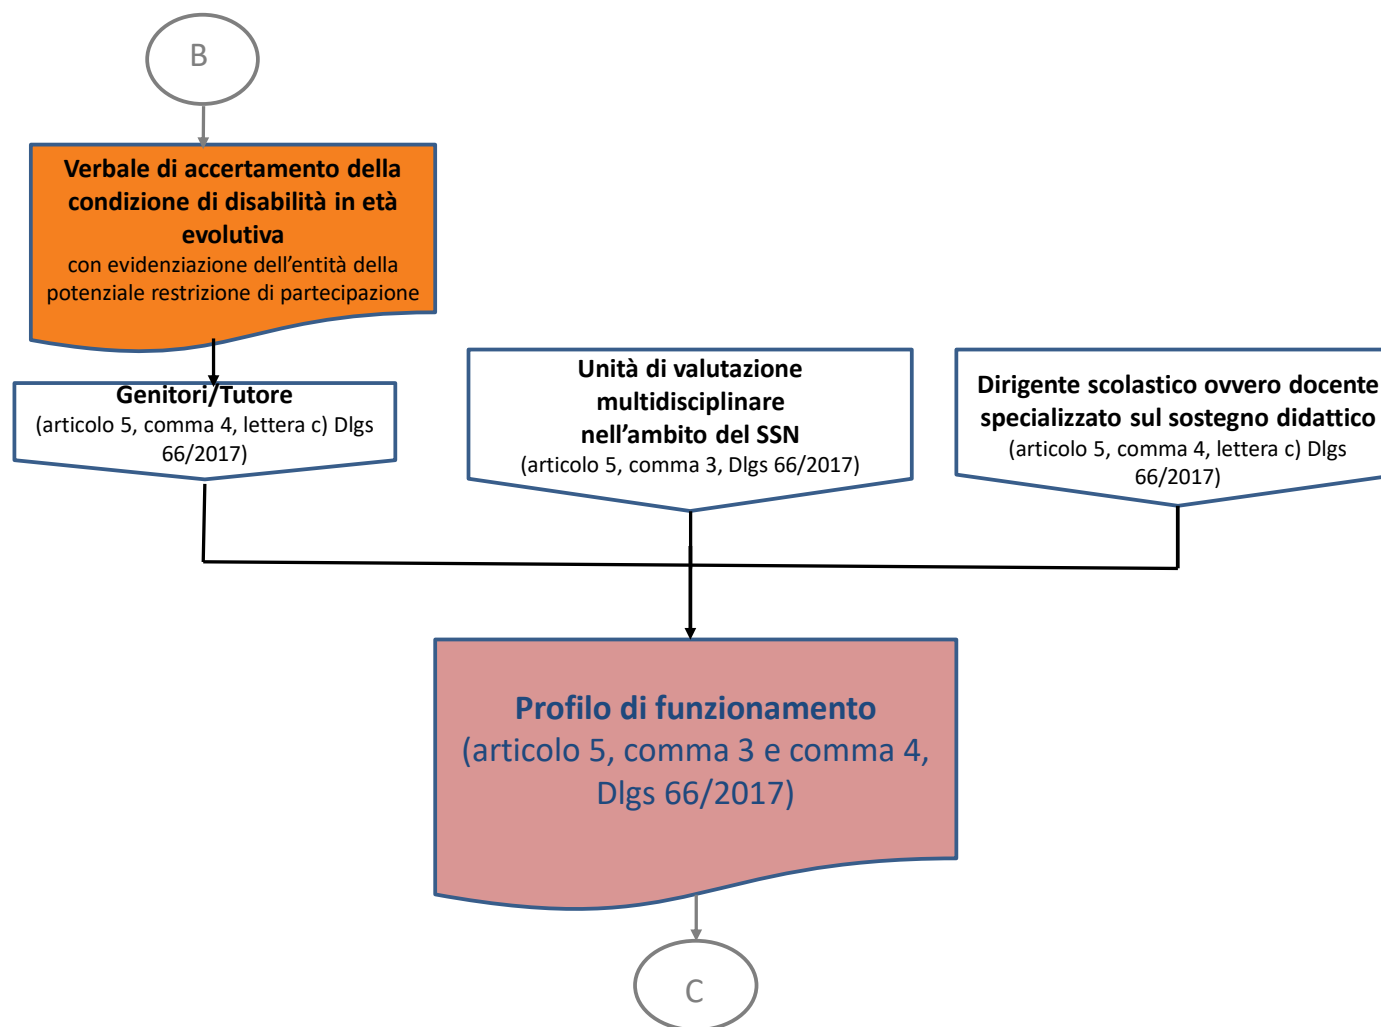 B
Verbale di accertamento della
condizione di disabilità in età
evolutiva
con evidenziazione dell’entità della
potenziale restrizione di partecipazione
Genitori/Tutore
(articolo 5, comma 4, lettera c) Dlgs
66/2017)
Unità di valutazione
multidisciplinare
nell’ambito del SSN
(articolo 5, comma 3, Dlgs 66/2017)
Dirigente scolastico ovvero docente
specializzato sul sostegno didattico
(articolo 5, comma 4, lettera c) Dlgs
66/2017)
Profilo di funzionamento
(articolo 5, comma 3 e comma 4,
Dlgs 66/2017)
C